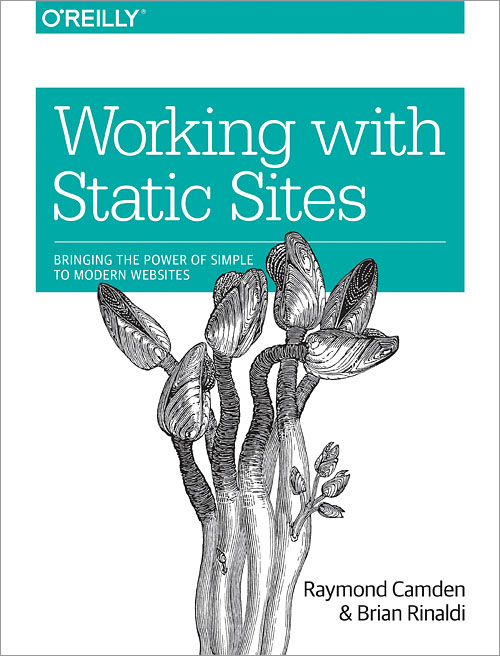 O'REILLY®
Working with
Static Sites
BRINGING THE POWER OF SIMPLE
TO MODERN WEBSITES
Raymond Camden
& Brian Rinaldi